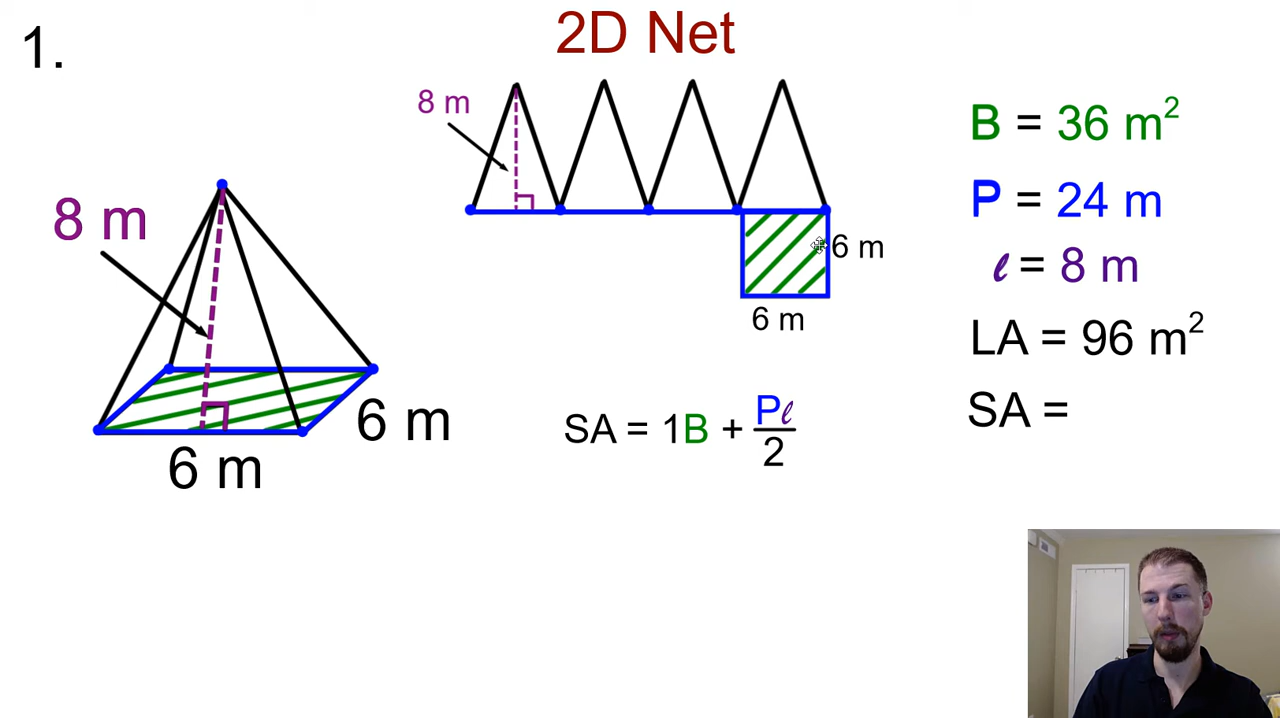 1.
2D Net
8 m
6 m
6 m
8 m
6 m
6 m
SA = 1B + Pℓ/2
B = 36 m²
P = 24 m
ℓ = 8 m
LA = 96 m²
SA =